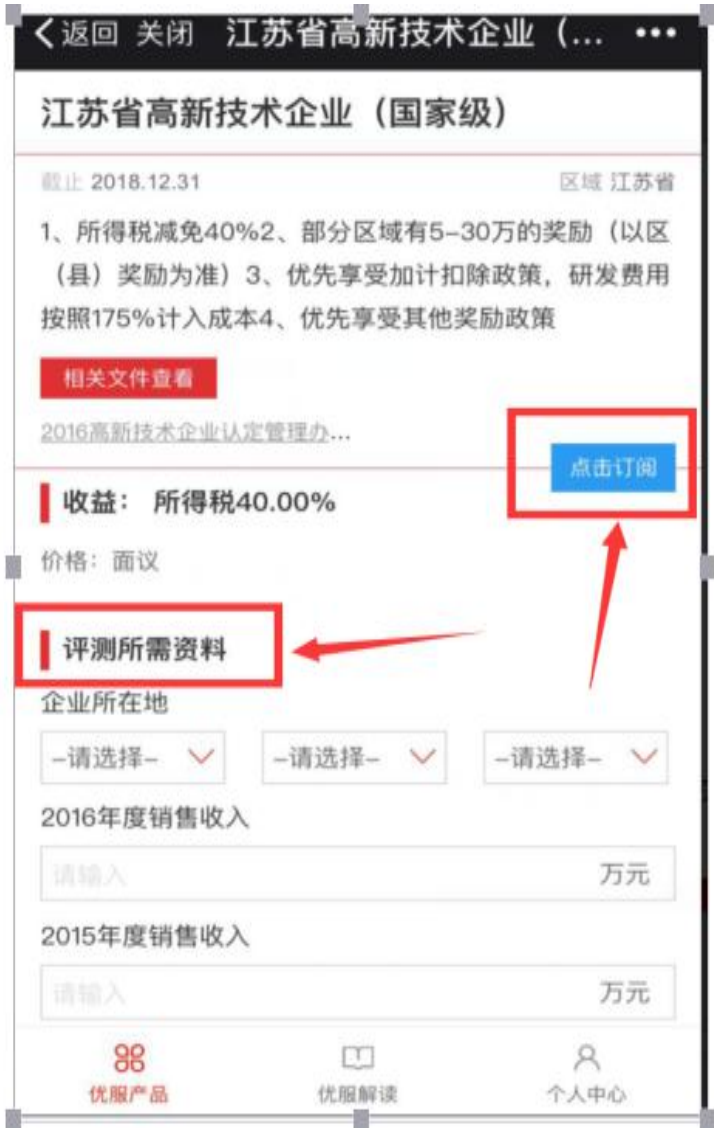 返回 关闭 江苏省高新技术企业（... •••
江苏省高新技术企业（国家级）
截止 2018.12.31 区域 江苏省
1、所得税减免40%2、部分区域有5-30万的奖励（以区
（县）奖励为准）3、优先享受加计扣除政策，研发费用
按照175%计入成本4、优先享受其他奖励政策
相关文件查看
2016高新技术企业认定管理办...
点击订阅
收益： 所得税40.00%
价格：面议
评测所需资料
企业所在地
-请选择- -请选择- -请选择-
2016年度销售收入
请输入 万元
2015年度销售收入
请输入 万元
优服产品 优服解读 个人中心